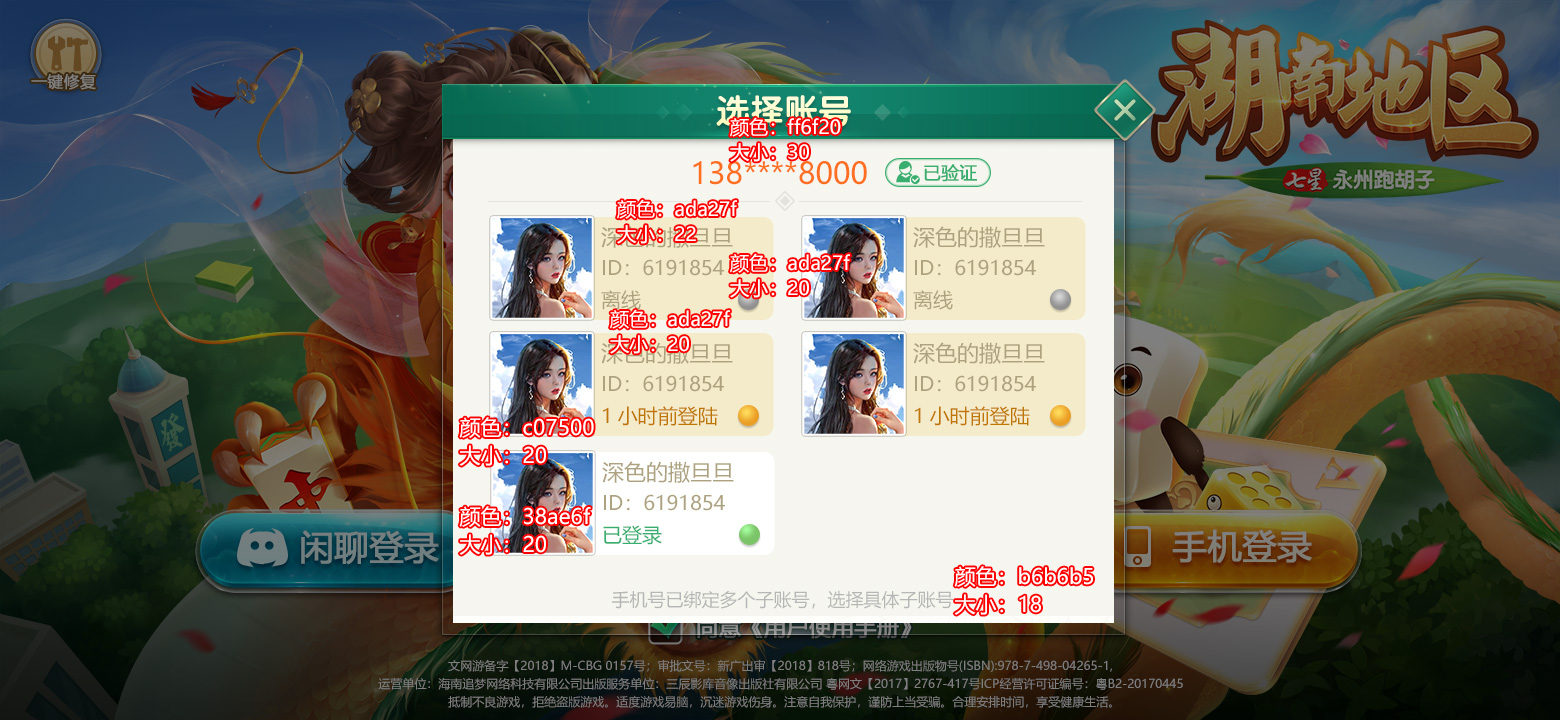 一键修复
湖南地区
七星 永州跑胡子
选择账号
颜色：ff6f20
大小：30
138****8000
已验证
颜色：ada27f
大小：22
深色的撒旦旦
ID：6191854
离线
颜色：ada27f
大小：20
深色的撒旦旦
ID：6191854
离线
颜色：ada27f
大小：20
深色的撒旦旦
ID：6191854
1 小时前登陆
深色的撒旦旦
ID：6191854
1 小时前登陆
颜色：c07500
大小：20
深色的撒旦旦
ID：6191854
已登录
颜色：38ae6f
大小：20
發
闲聊登录
手机登录
颜色：b6b6b5
大小：18
手机号已绑定多个子账号，选择具体子账号
同意《用户使用手册》
文网游备字【2018】M-CBG 0157号；审批文号：新广出审【2018】818号；网络游戏出版物号(ISBN):978-7-498-04265-1,
运营单位：海南追梦网络科技有限公司出版服务单位：三辰影库音像出版社有限公司 粤网文【2017】2767-417号ICP经营许可证编号：粤B2-20170445
抵制不良游戏，拒绝盗版游戏。适度游戏易脑，沉迷游戏伤身。注意自我保护，谨防上当受骗。合理安排时间，享受健康生活。